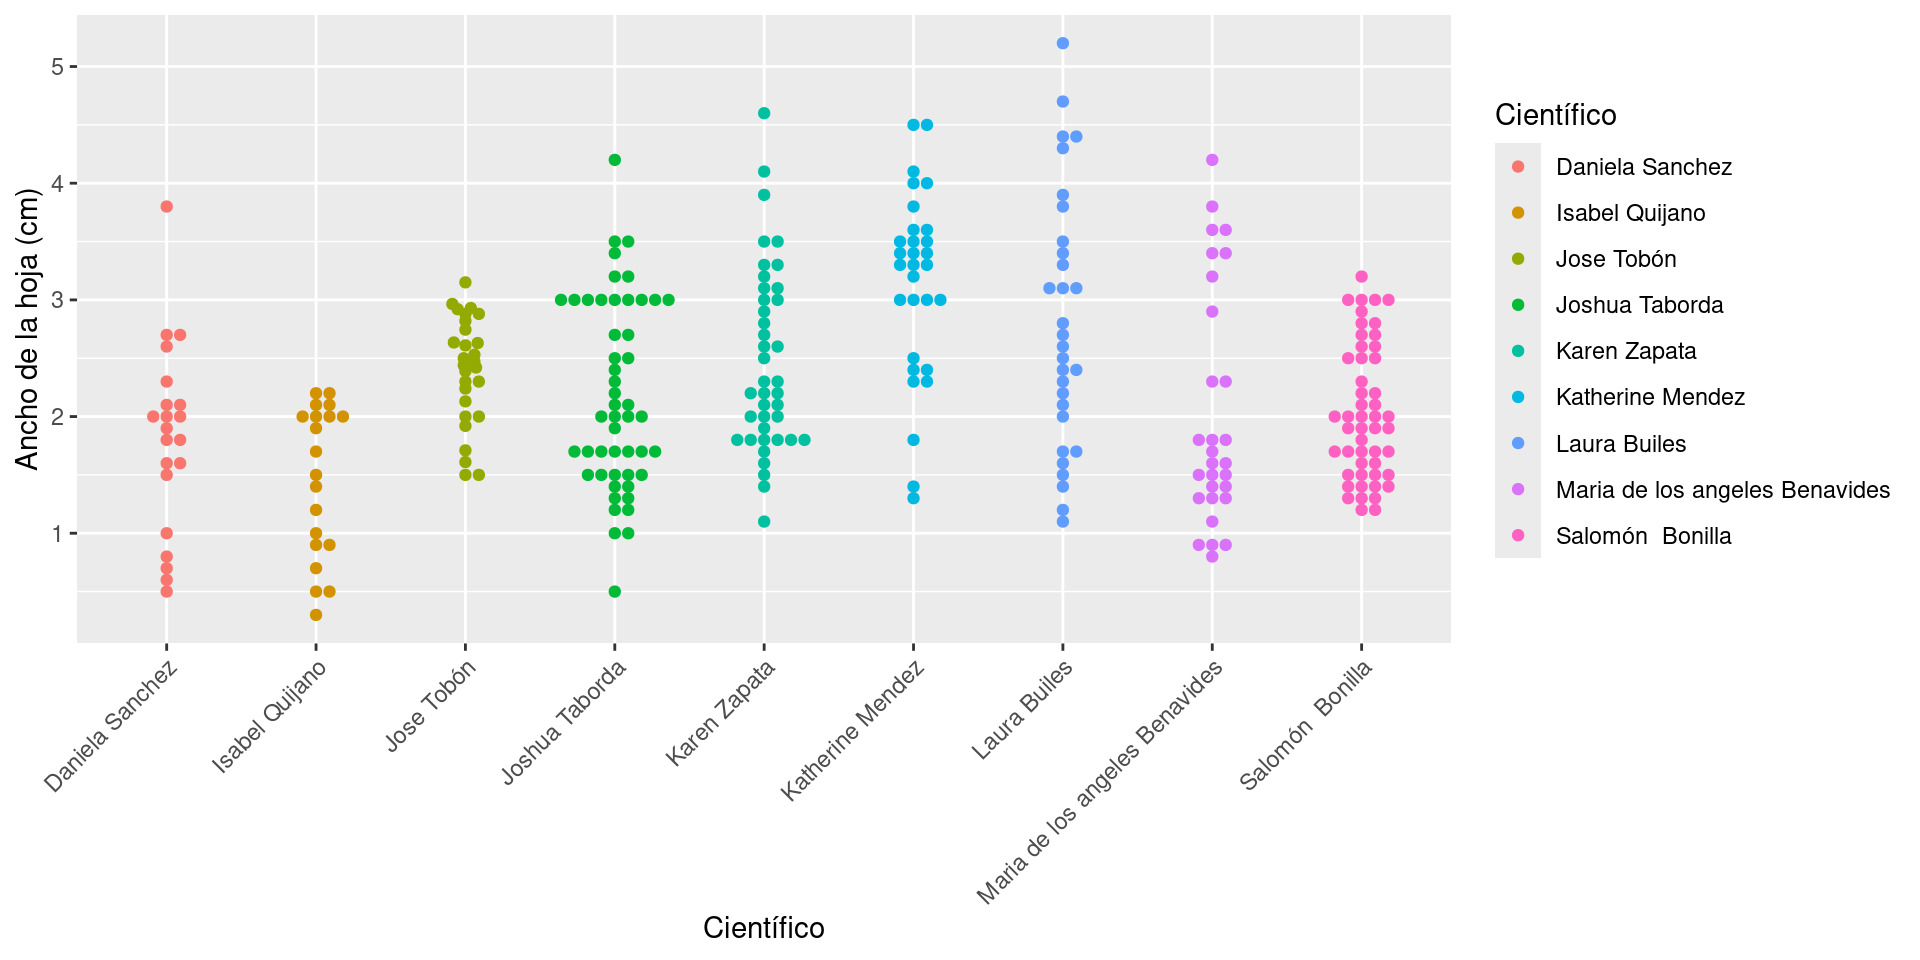 5
4
3
2
1
Ancho de la hoja (cm)
Daniela Sanchez
Isabel Quijano
Jose Tobón
Joshua Taborda
Karen Zapata
Katherine Mendez
Laura Builes
Maria de los angeles Benavides
Salomón  Bonilla
Científico
Científico
Daniela Sanchez
Isabel Quijano
Jose Tobón
Joshua Taborda
Karen Zapata
Katherine Mendez
Laura Builes
Maria de los angeles Benavides
Salomón  Bonilla